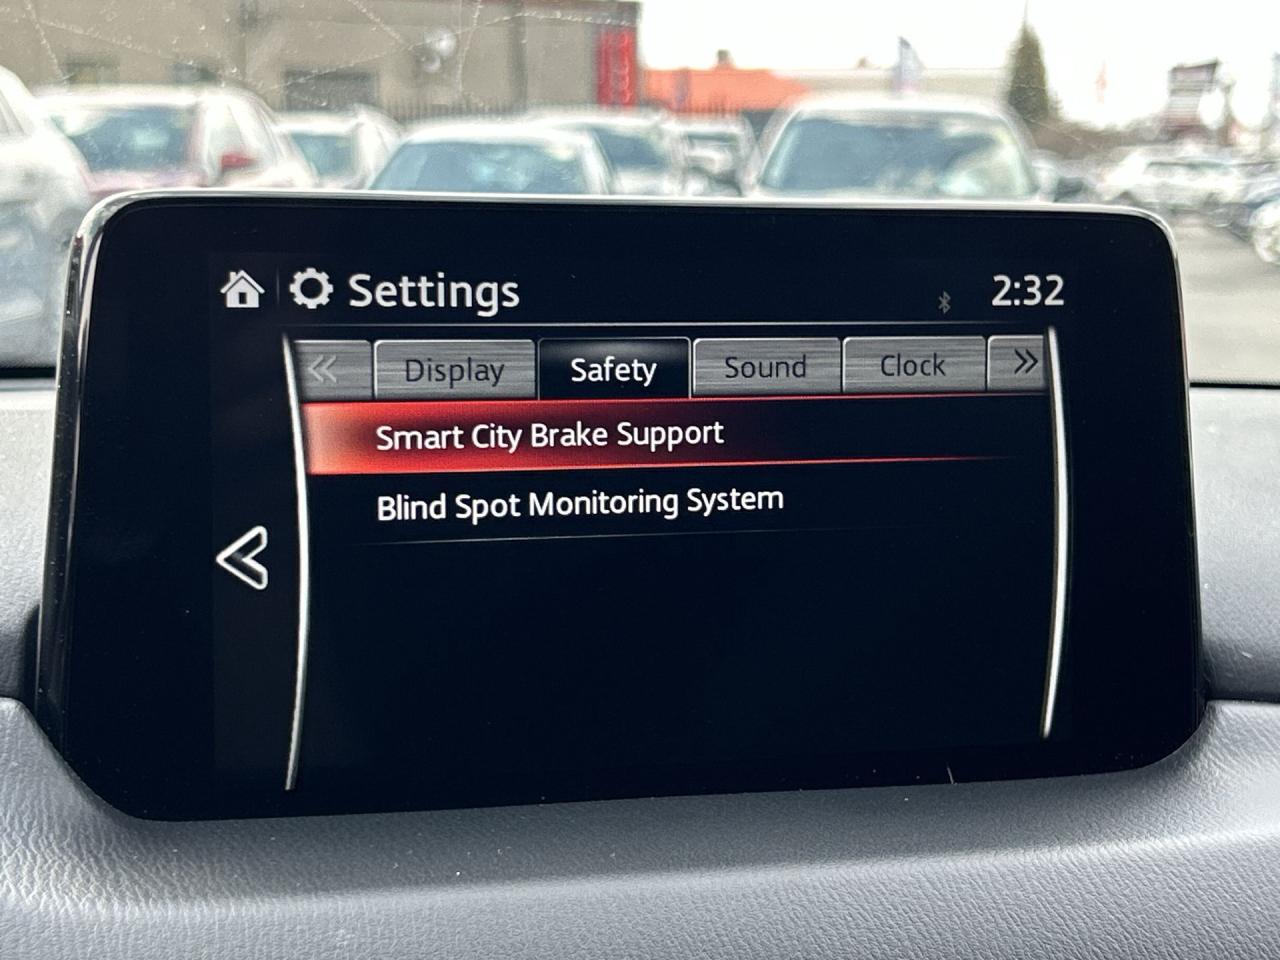 Settings
2:32
Display
Safety
Sound
Clock
Smart City Brake Support
Blind Spot Monitoring System